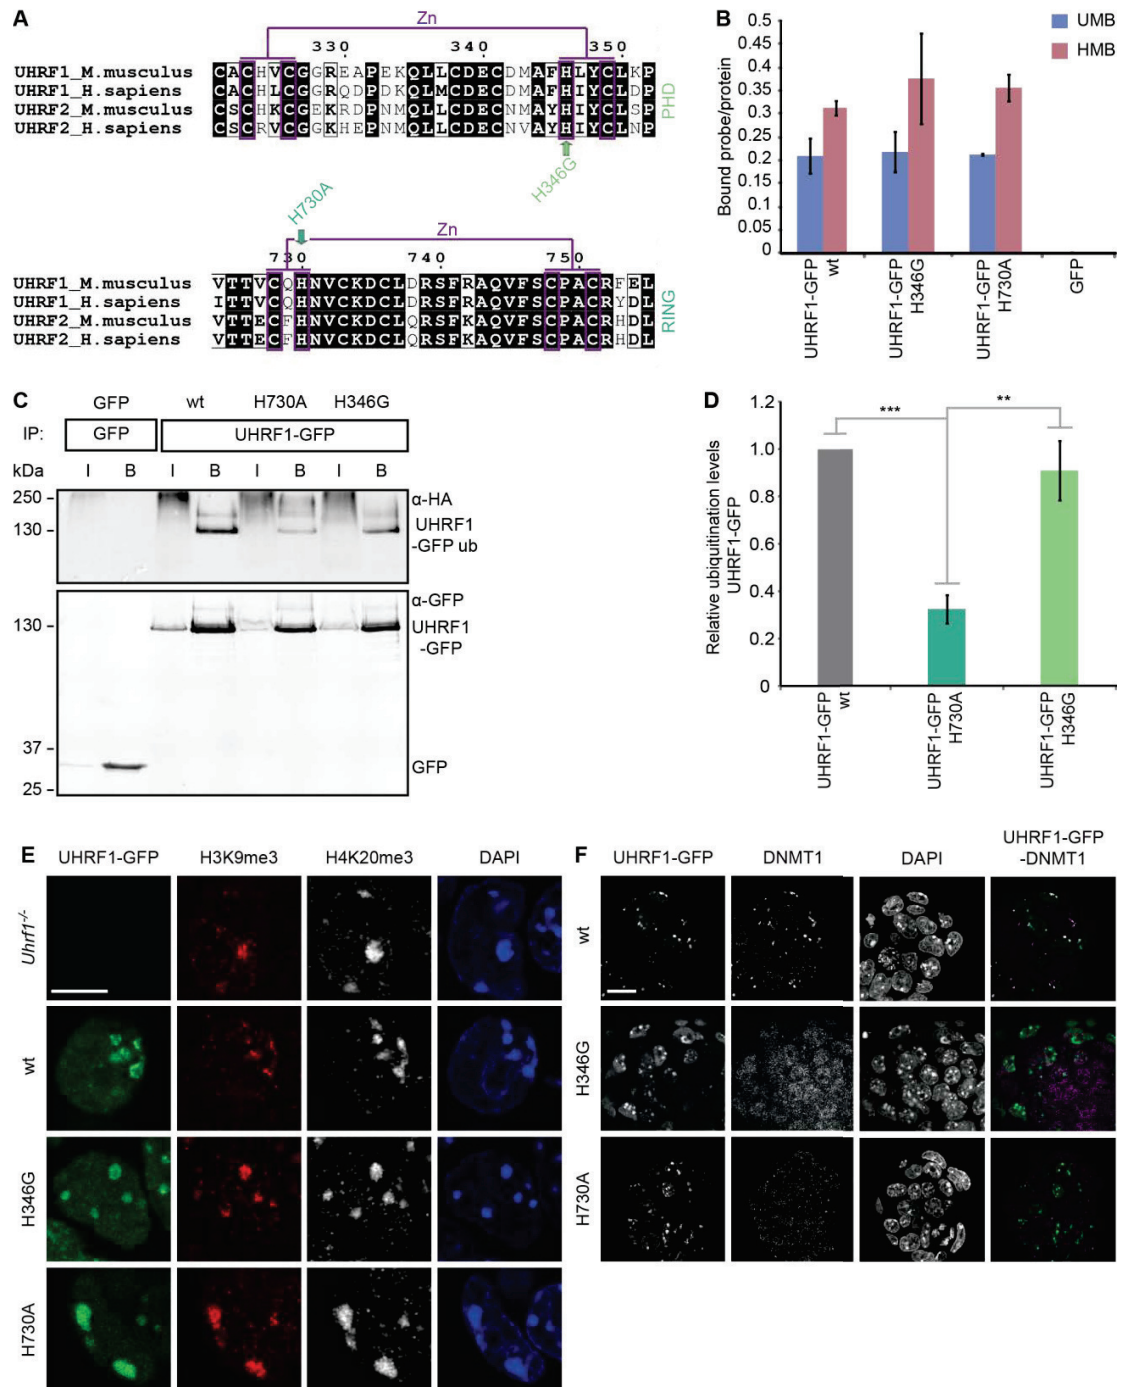 A
Zn
330 340 350
UHRF1_M.musculus CACHVCGGREAPEKQLLCDECDMAFHLYCLKP
UHRF1_H.sapiens CACHLCGGRQDPDKQLMCDECDMAFHIYCLDP
UHRF2_M.musculus CSCHKCGEKRDPNMQLLCDECNMAYHIYCLSP
UHRF2_H.sapiens CSCRVCGGKHEPNMQLLCDECNVAYHIYCLNP
PHD
H346G
H730A
Zn
730 740 750
UHRF1_M.musculus VTTVCQHNVCKDCLDRSFRAQVFSCPACRFEL
UHRF1_H.sapiens ITTVCQHNVCKDCLDRSFRAQVFSCPACRYDL
UHRF2_M.musculus VTTECFHNVCKDCLQRSFKAQVFSCPACRHDL
UHRF2_H.sapiens VTTECFHNVCKDCLQRSFKAQVFSCPACRHDL
RING
B
Bound probe/protein
0.5
0.45
0.4
0.35
0.3
0.25
0.2
0.15
0.1
0.05
0
UMB
HMB
UHRF1-GFP wt
UHRF1-GFP H346G
UHRF1-GFP H730A
GFP
C
GFP wt H730A H346G
IP: GFP UHRF1-GFP
kDa I B I B I B I B
250
130
α-HA
UHRF1
-GFP ub
130
37
25
α-GFP
UHRF1
-GFP
GFP
D
Relative ubiquitination levels
UHRF1-GFP
1.2
1.0
0.8
0.6
0.4
0.2
0
***
**
UHRF1-GFP wt
UHRF1-GFP H730A
UHRF1-GFP H346G
E
UHRF1-GFP H3K9me3 H4K20me3 DAPI
Uhrf1-/-
wt
H346G
H730A
F
UHRF1-GFP DNMT1 DAPI UHRF1-GFP
-DNMT1
wt
H346G
H730A